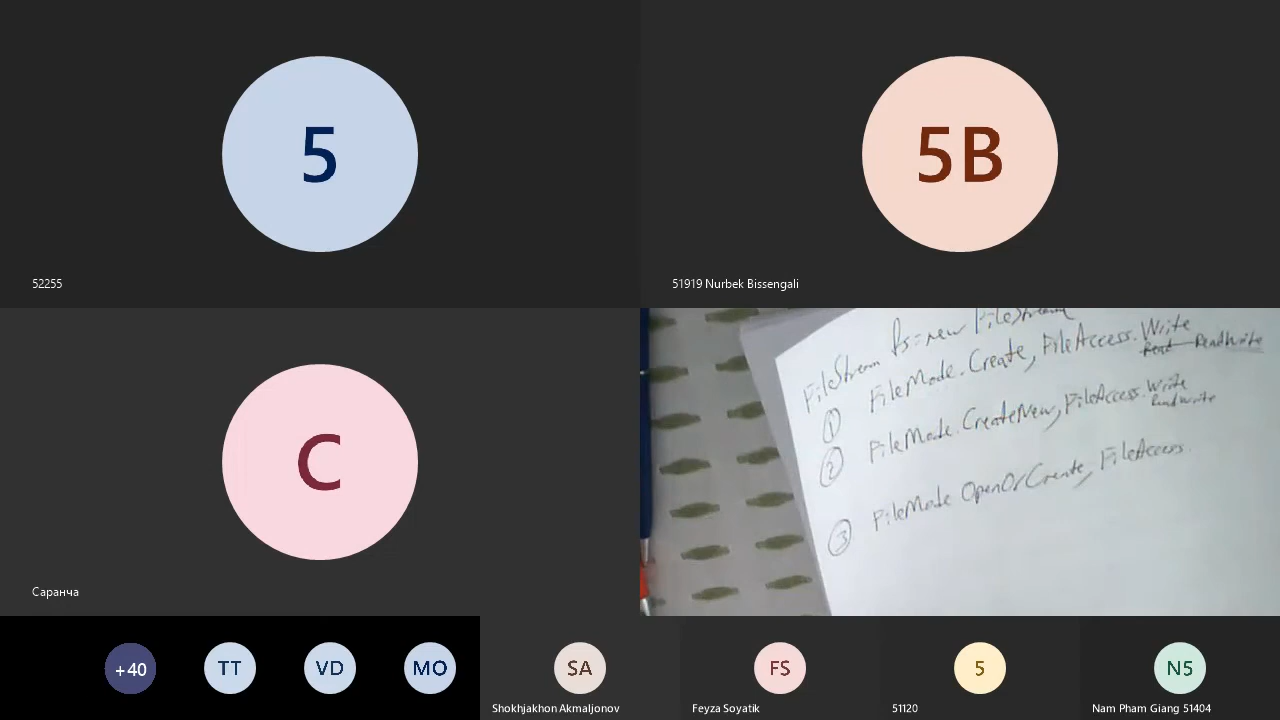 5
5B
52255
51919 Nurbek Bissengali
FileStream fs = new FileStream
① FileMode.Create, FileAccess.Write
Read ReadWrite
② FileMode.CreateNew, FileAccess.Write
ReadWrite
③ FileMode OpenOrCreate, FileAccess.
C
Саранча
+40
TT
VD
MO
SA
FS
5
N5
Shokhjakhon Akmaljonov
Feyza Soyatik
51120
Nam Pham Giang 51404